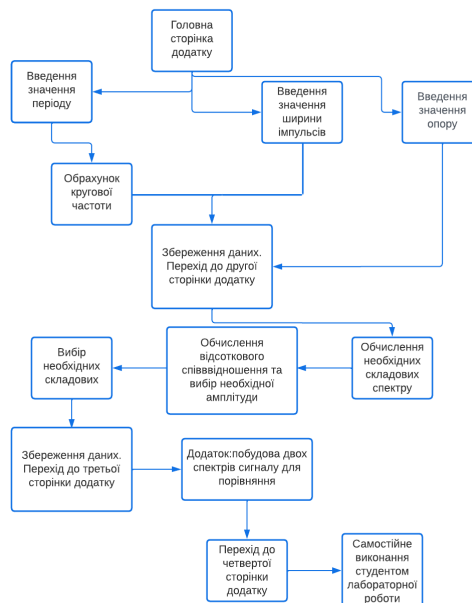 Головна
сторінка
додатку
Введення
значення
періоду
Введення
значення
ширини
імпульсів
Введення
значення
опору
Обрахунок
кругової
частоти
Збереження даних.
Перехід до другої
сторінки додатку
Обчислення
відсоткового
співввідношення та
вибір необхідної
амплітуди
Обчислення
необхідних
складових
спектру
Вибір
необхідних
складових
Збереження даних.
Перехід до третьої
сторінки додатку
Додаток:побудова двох
спектрів сигналу для
порівняння
Перехід до
четвертої
сторінки
додатку
Самостійне
виконання
студентом
лабораторної
роботи